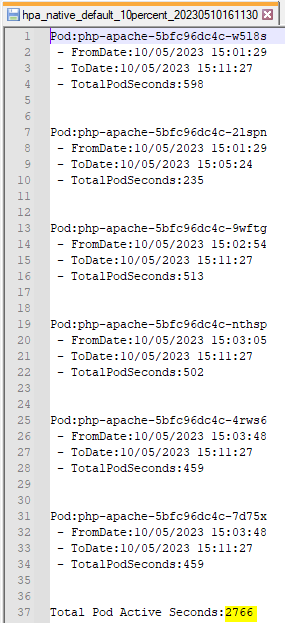 hpa_native_default_10percent_20230510161130
1 Pod:php-apache-5bfc96dc4c-w5l8s
2  - FromDate:10/05/2023 15:01:29
3  - ToDate:10/05/2023 15:11:27
4  - TotalPodSeconds:598
5
6
7 Pod:php-apache-5bfc96dc4c-2lspn
8  - FromDate:10/05/2023 15:01:29
9  - ToDate:10/05/2023 15:05:24
10  - TotalPodSeconds:235
11
12
13 Pod:php-apache-5bfc96dc4c-9wftg
14  - FromDate:10/05/2023 15:02:54
15  - ToDate:10/05/2023 15:11:27
16  - TotalPodSeconds:513
17
18
19 Pod:php-apache-5bfc96dc4c-nthsp
20  - FromDate:10/05/2023 15:03:05
21  - ToDate:10/05/2023 15:11:27
22  - TotalPodSeconds:502
23
24
25 Pod:php-apache-5bfc96dc4c-4rws6
26  - FromDate:10/05/2023 15:03:48
27  - ToDate:10/05/2023 15:11:27
28  - TotalPodSeconds:459
29
30
31 Pod:php-apache-5bfc96dc4c-7d75x
32  - FromDate:10/05/2023 15:03:48
33  - ToDate:10/05/2023 15:11:27
34  - TotalPodSeconds:459
35
36
37 Total Pod Active Seconds:2766